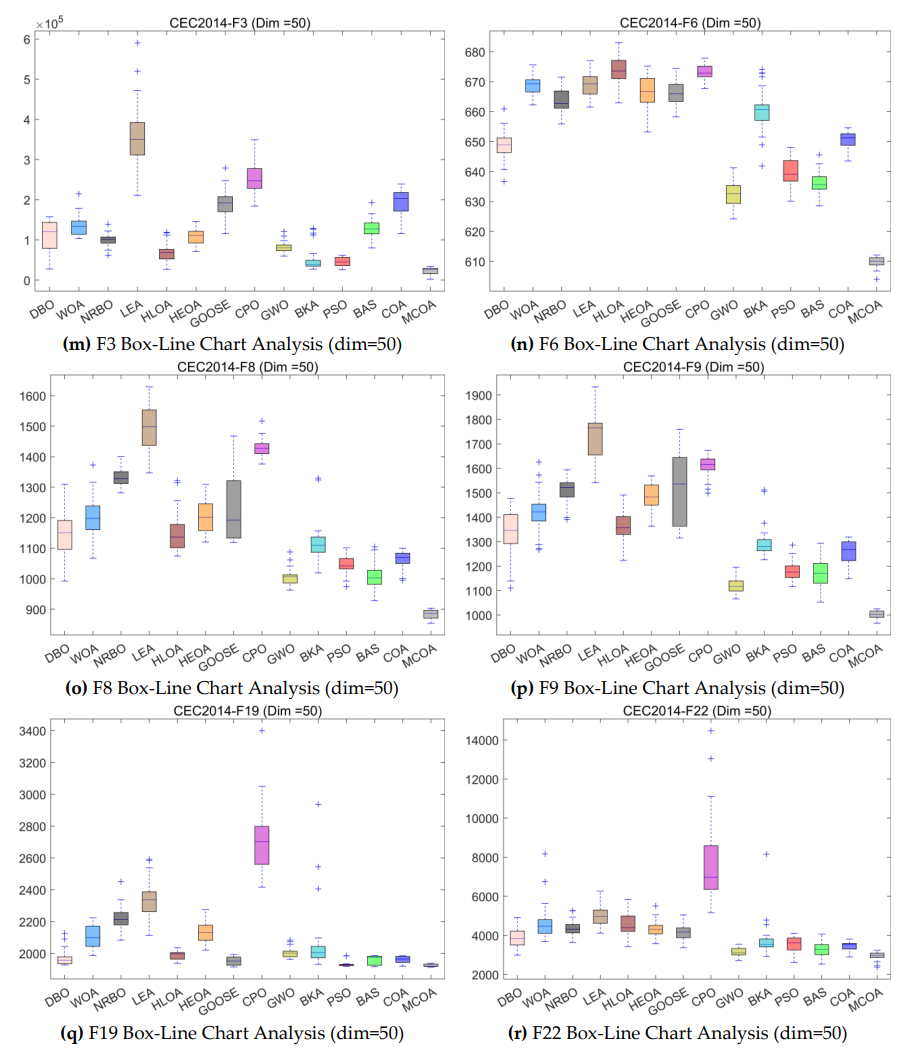 CEC2014-F3 (Dim =50)
×10⁵
6
5
4
3
2
1
0
DBO WOA NRBO LEA HLOA HEOA GOOSE CPO GWO BKA PSO BAS COA MCOA
(m) F3 Box-Line Chart Analysis (dim=50)
CEC2014-F6 (Dim =50)
680
670
660
650
640
630
620
610
DBO WOA NRBO LEA HLOA HEOA GOOSE CPO GWO BKA PSO BAS COA MCOA
(n) F6 Box-Line Chart Analysis (dim=50)
CEC2014-F8 (Dim =50)
1600
1500
1400
1300
1200
1100
1000
900
DBO WOA NRBO LEA HLOA HEOA GOOSE CPO GWO BKA PSO BAS COA MCOA
(o) F8 Box-Line Chart Analysis (dim=50)
CEC2014-F9 (Dim =50)
1900
1800
1700
1600
1500
1400
1300
1200
1100
1000
DBO WOA NRBO LEA HLOA HEOA GOOSE CPO GWO BKA PSO BAS COA MCOA
(p) F9 Box-Line Chart Analysis (dim=50)
CEC2014-F19 (Dim =50)
3400
3200
3000
2800
2600
2400
2200
2000
DBO WOA NRBO LEA HLOA HEOA GOOSE CPO GWO BKA PSO BAS COA MCOA
(q) F19 Box-Line Chart Analysis (dim=50)
CEC2014-F22 (Dim =50)
14000
12000
10000
8000
6000
4000
2000
DBO WOA NRBO LEA HLOA HEOA GOOSE CPO GWO BKA PSO BAS COA MCOA
(r) F22 Box-Line Chart Analysis (dim=50)